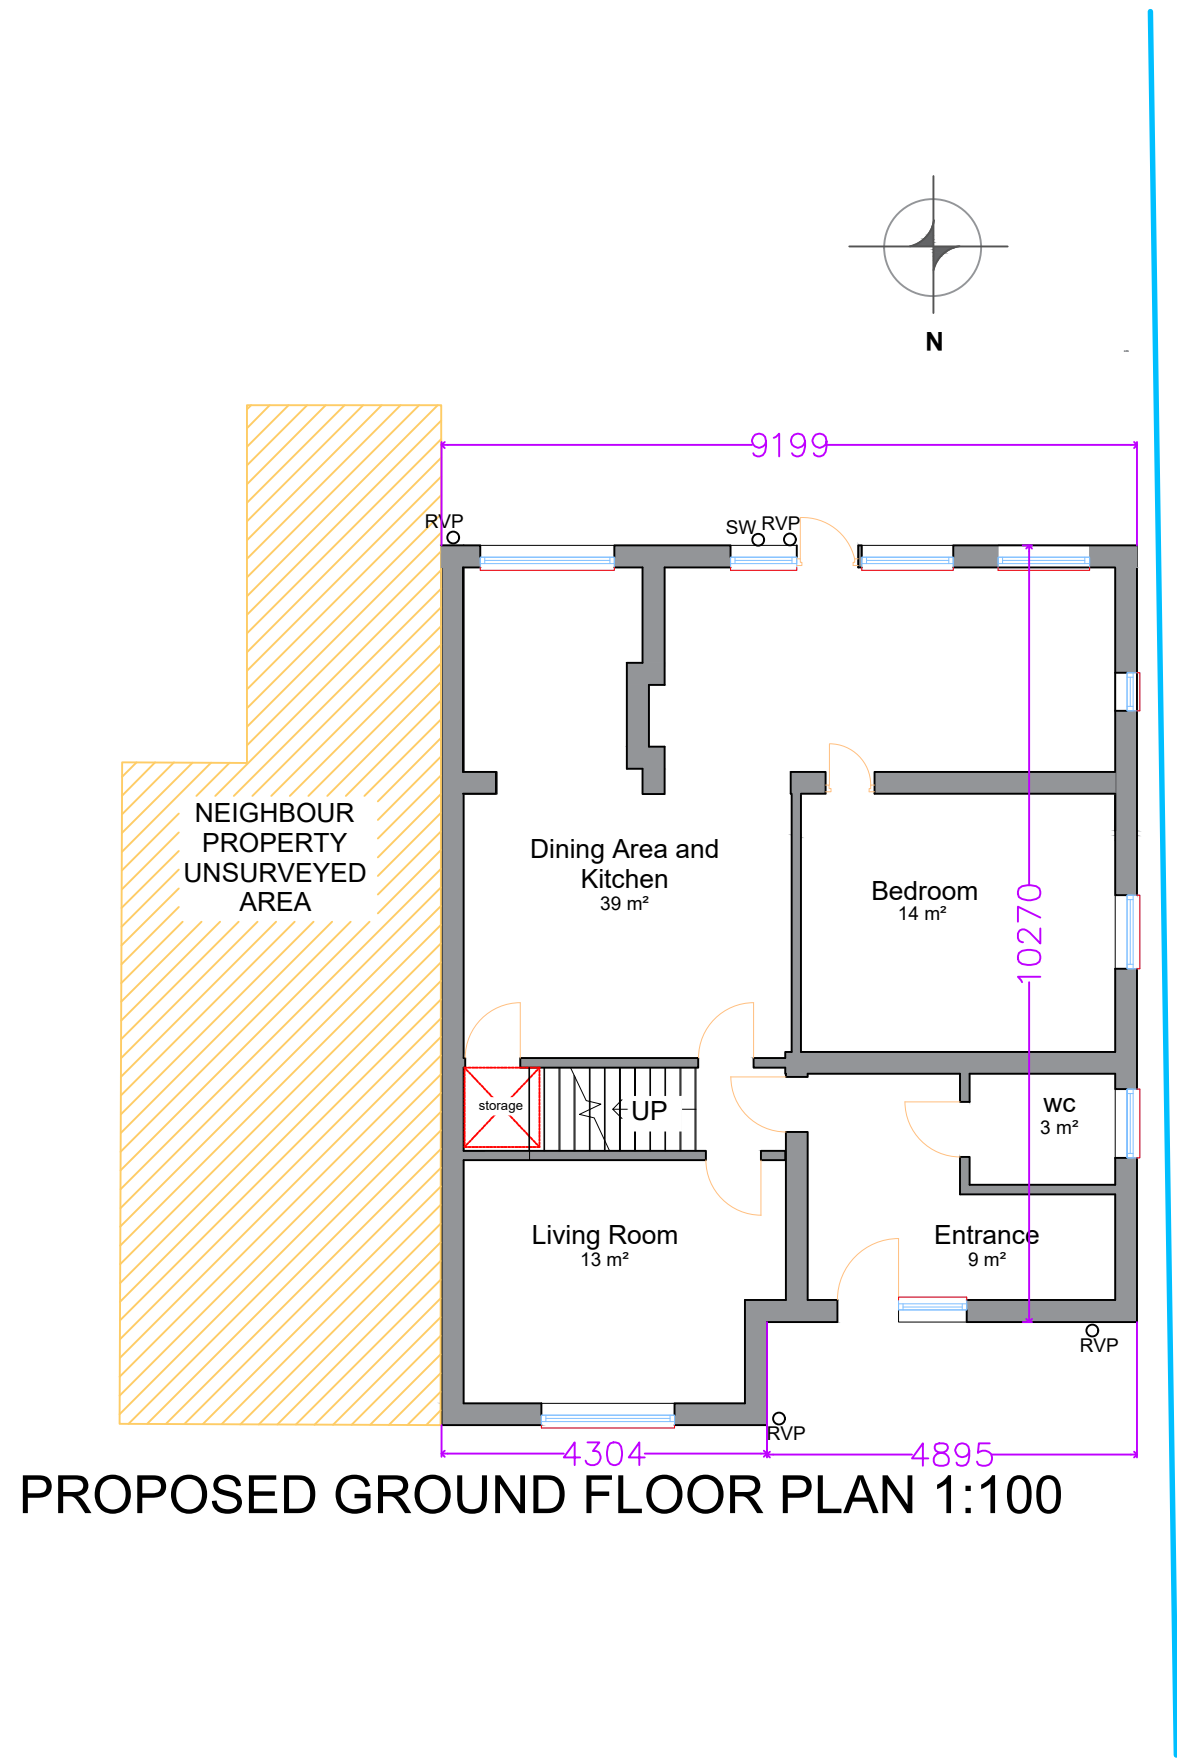 N
9199
RVP
SW RVP
NEIGHBOUR
PROPERTY
UNSURVEYED
AREA
Dining Area and
Kitchen
39 m²
Bedroom
14 m²
10270
storage
UP
WC
3 m²
Living Room
13 m²
Entrance
9 m²
RVP
RVP
4304
4895
PROPOSED GROUND FLOOR PLAN 1:100